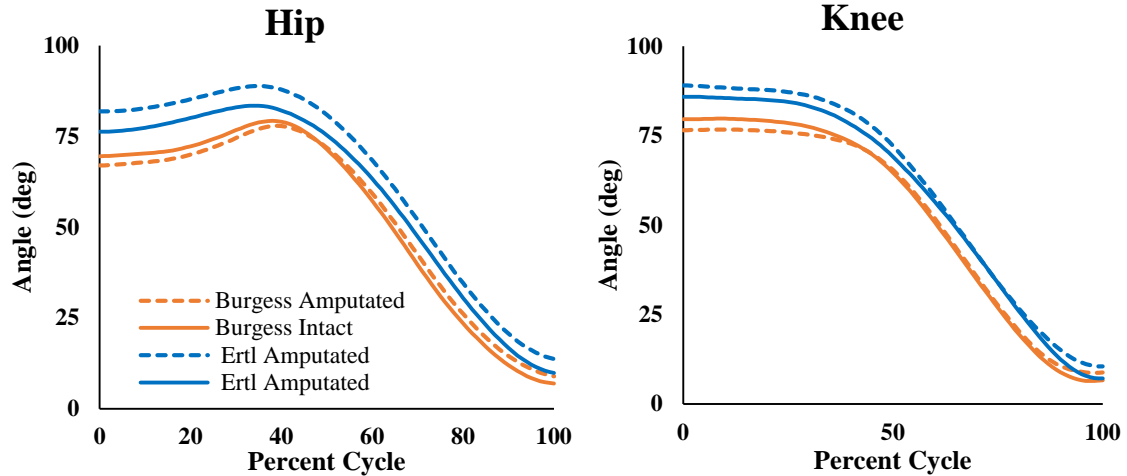 Hip
100
75
50
25
0
Angle (deg)
Burgess Amputated
Burgess Intact
Ertl Amputated
Ertl Amputated
0 20 40 60 80 100
Percent Cycle
Knee
100
75
50
25
0
Angle (deg)
0 50 100
Percent Cycle